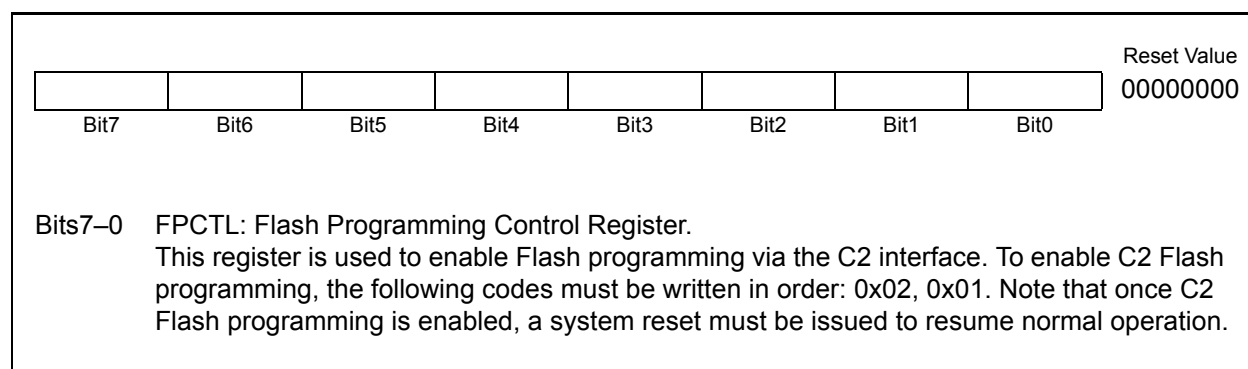 Reset Value
00000000
Bit7 Bit6 Bit5 Bit4 Bit3 Bit2 Bit1 Bit0
Bits7–0 FPCTL: Flash Programming Control Register.
This register is used to enable Flash programming via the C2 interface. To enable C2 Flash
programming, the following codes must be written in order: 0x02, 0x01. Note that once C2
Flash programming is enabled, a system reset must be issued to resume normal operation.